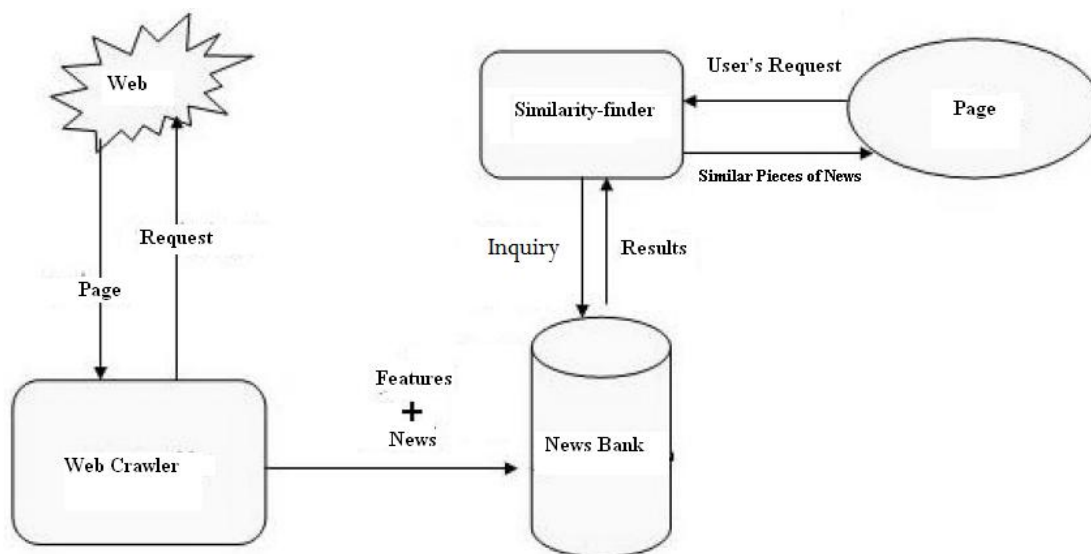 Web
User's Request
Similarity-finder
Page
Similar Pieces of News
Request
Inquiry
Results
Page
Features
+
News
News Bank
Web Crawler